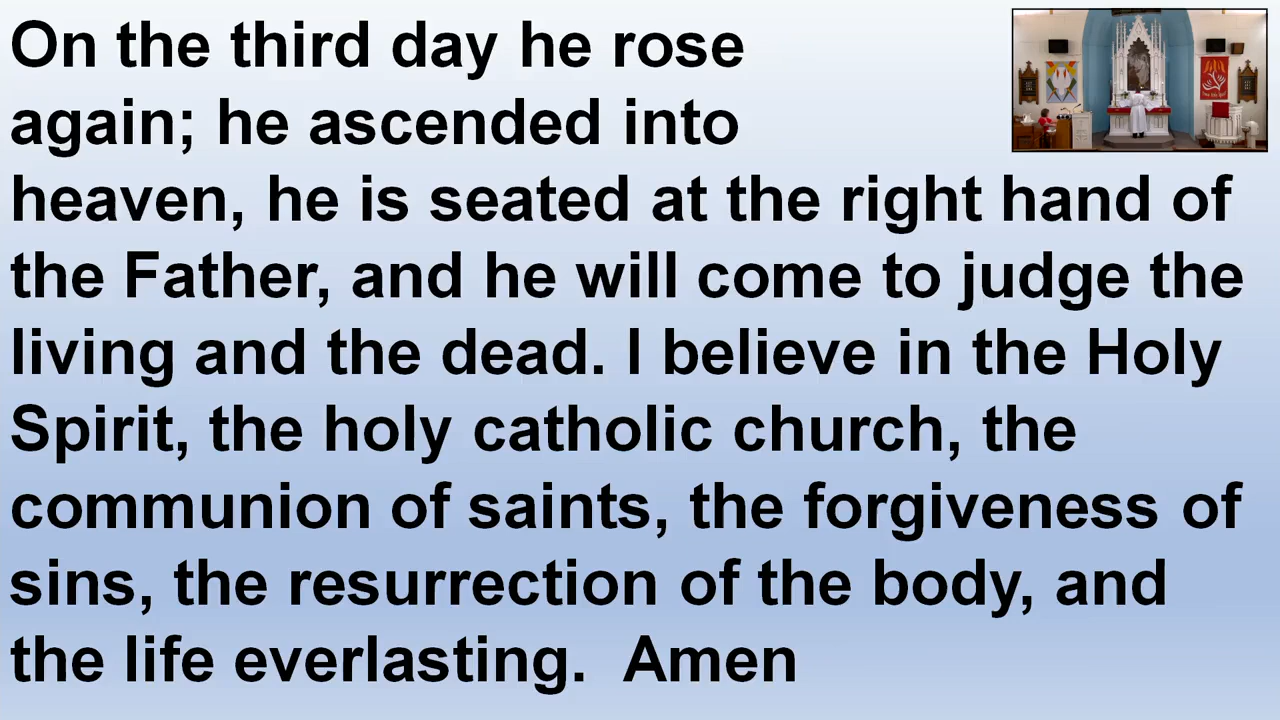 On the third day he rose
again; he ascended into
heaven, he is seated at the right hand of
the Father, and he will come to judge the
living and the dead. I believe in the Holy
Spirit, the holy catholic church, the
communion of saints, the forgiveness of
sins, the resurrection of the body, and
the life everlasting.  Amen